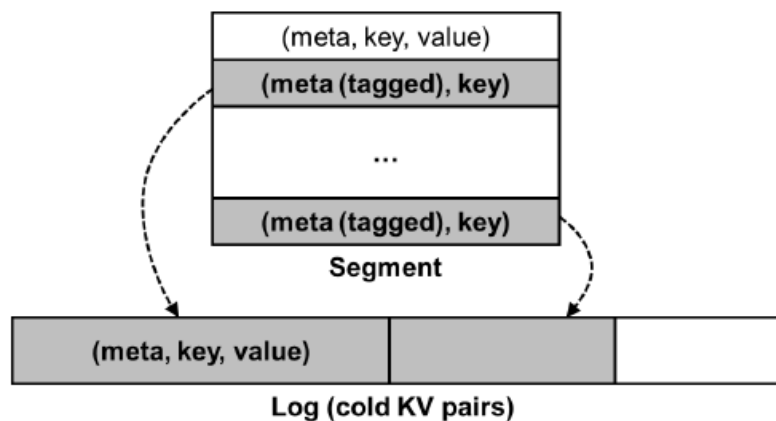 (meta, key, value)
(meta (tagged), key)
...
(meta (tagged), key)
Segment
(meta, key, value)
Log (cold KV pairs)